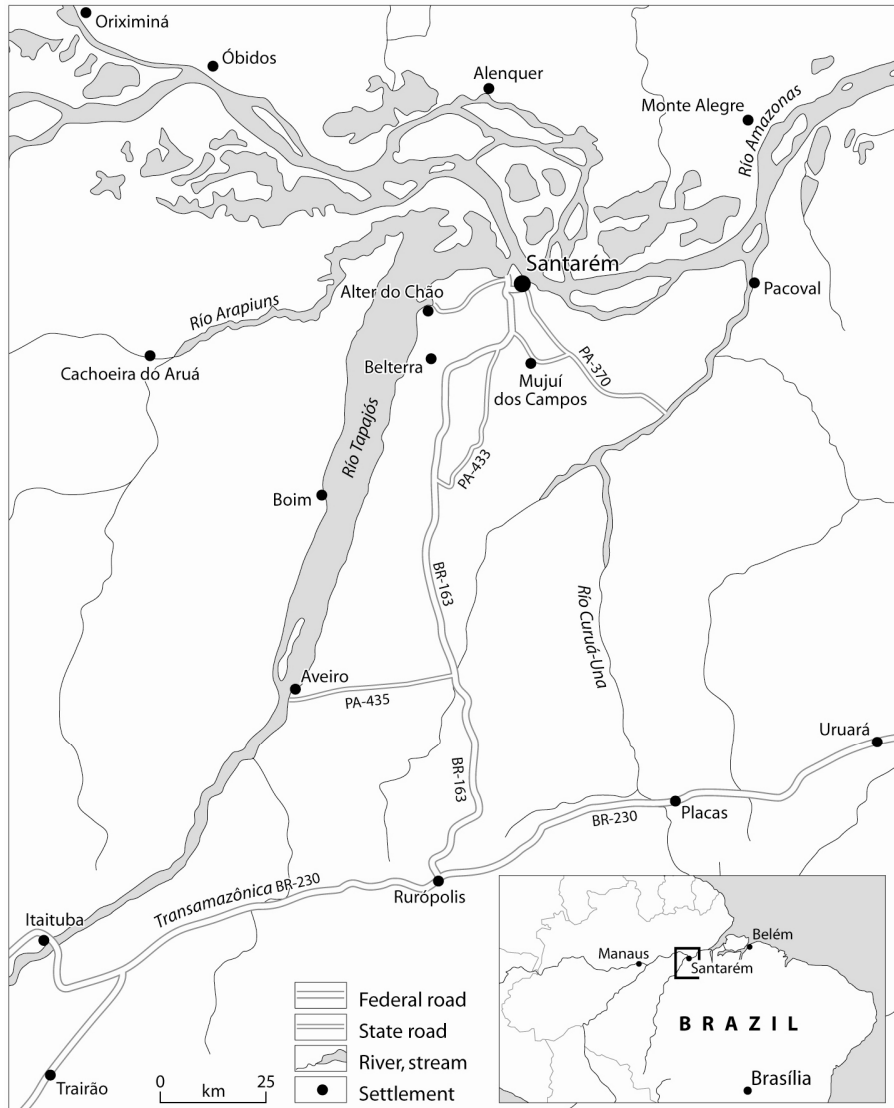 Oriximiná
Óbidos
Alenquer
Monte Alegre
Río Amazonas
Santarém
Alter do Chão
Pacoval
Río Arapiuns
Cachoeira do Aruá
Belterra
Mujuí
dos Campos
PA-370
Río Tapajós
PA-433
Boim
BR-163
Río Curuá-Una
Aveiro
PA-435
Uruará
BR-163
Placas
BR-230
Rurópolis
Transamazônica BR-230
Itaituba
Trairão
0 25
km
Federal road
State road
River, stream
Settlement
Manaus
Belém
Santarém
BRAZIL
Brasília